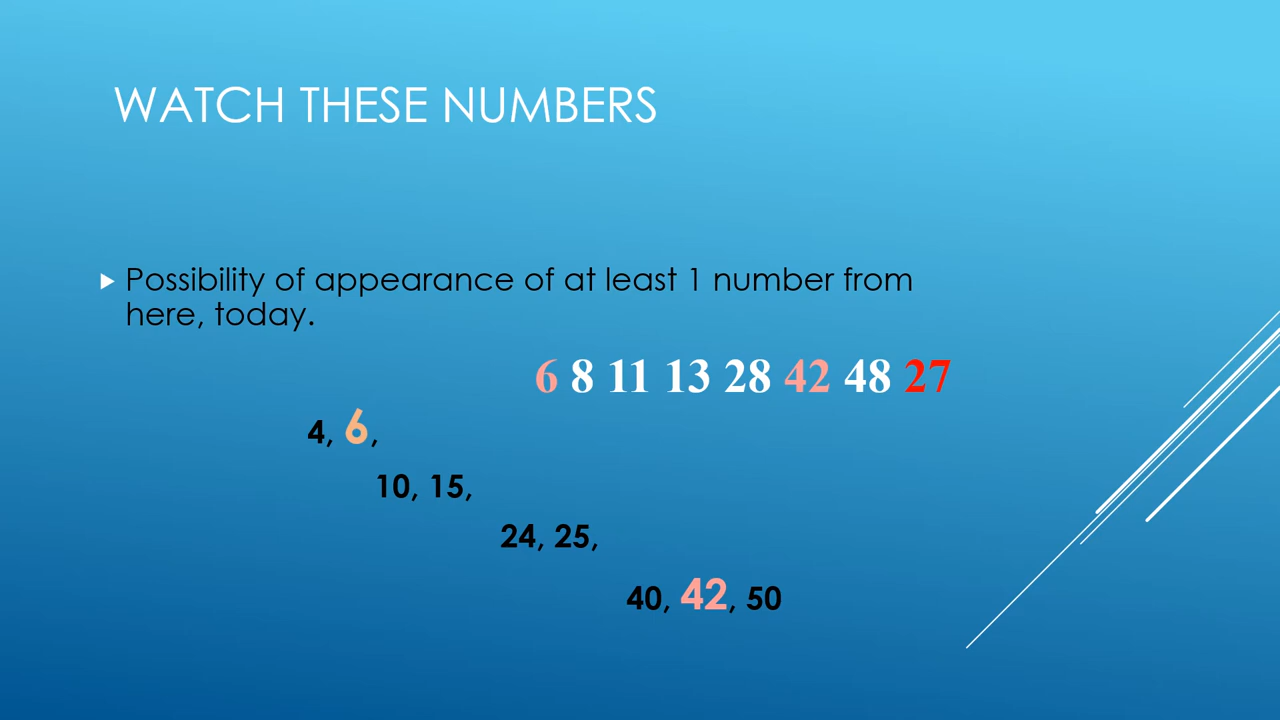 WATCH THESE NUMBERS
Possibility of appearance of at least 1 number from
here, today.
6 8 11 13 28 42 48 27
4, 6,
10, 15,
24, 25,
40, 42, 50